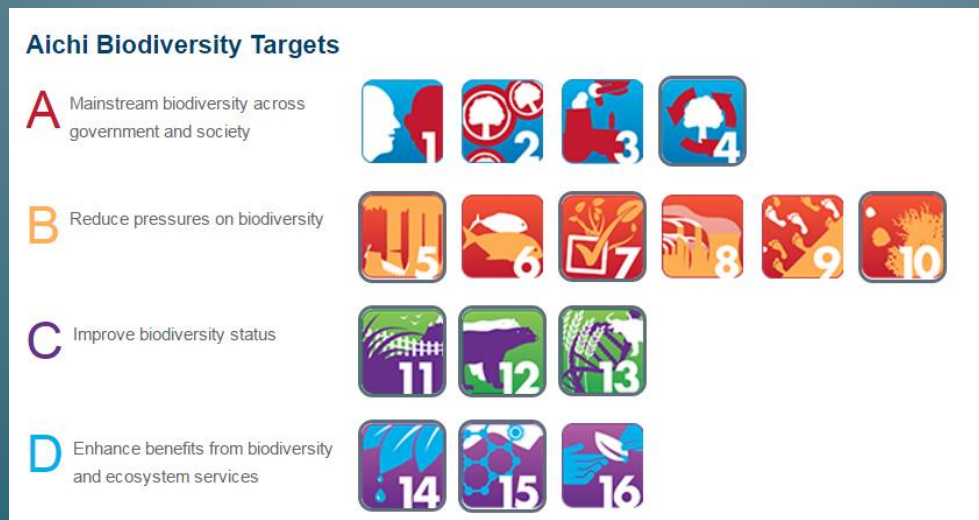 Aichi Biodiversity Targets
A
Mainstream biodiversity across
government and society
1 2 3 4
B
Reduce pressures on biodiversity
5 6 7 8 9 10
C
Improve biodiversity status
11 12 13
D
Enhance benefits from biodiversity
and ecosystem services
14 15 16